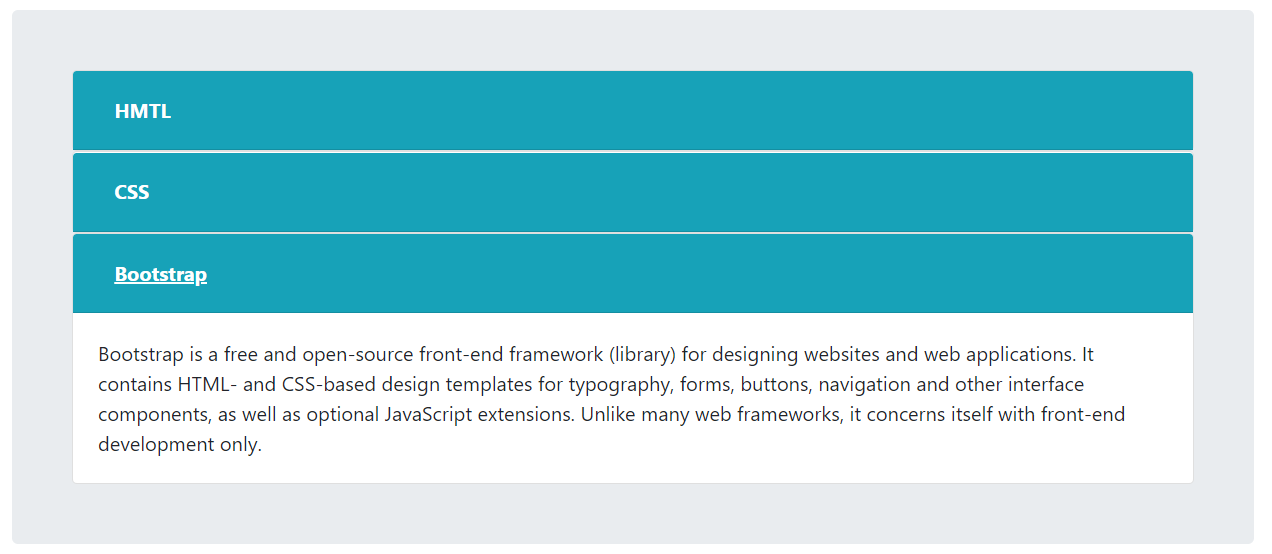 HMTL
CSS
Bootstrap
Bootstrap is a free and open-source front-end framework (library) for designing websites and web applications. It
contains HTML- and CSS-based design templates for typography, forms, buttons, navigation and other interface
components, as well as optional JavaScript extensions. Unlike many web frameworks, it concerns itself with front-end
development only.